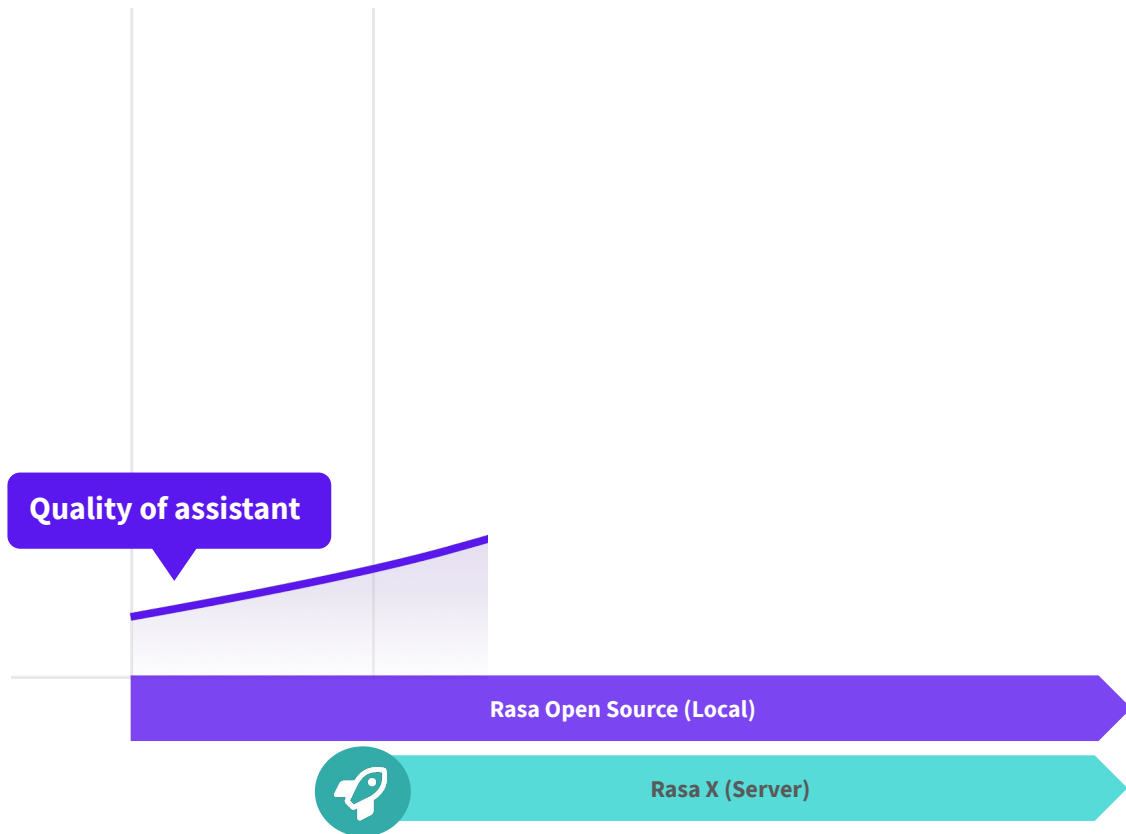 Quality of assistant
Rasa Open Source (Local)
Rasa X (Server)